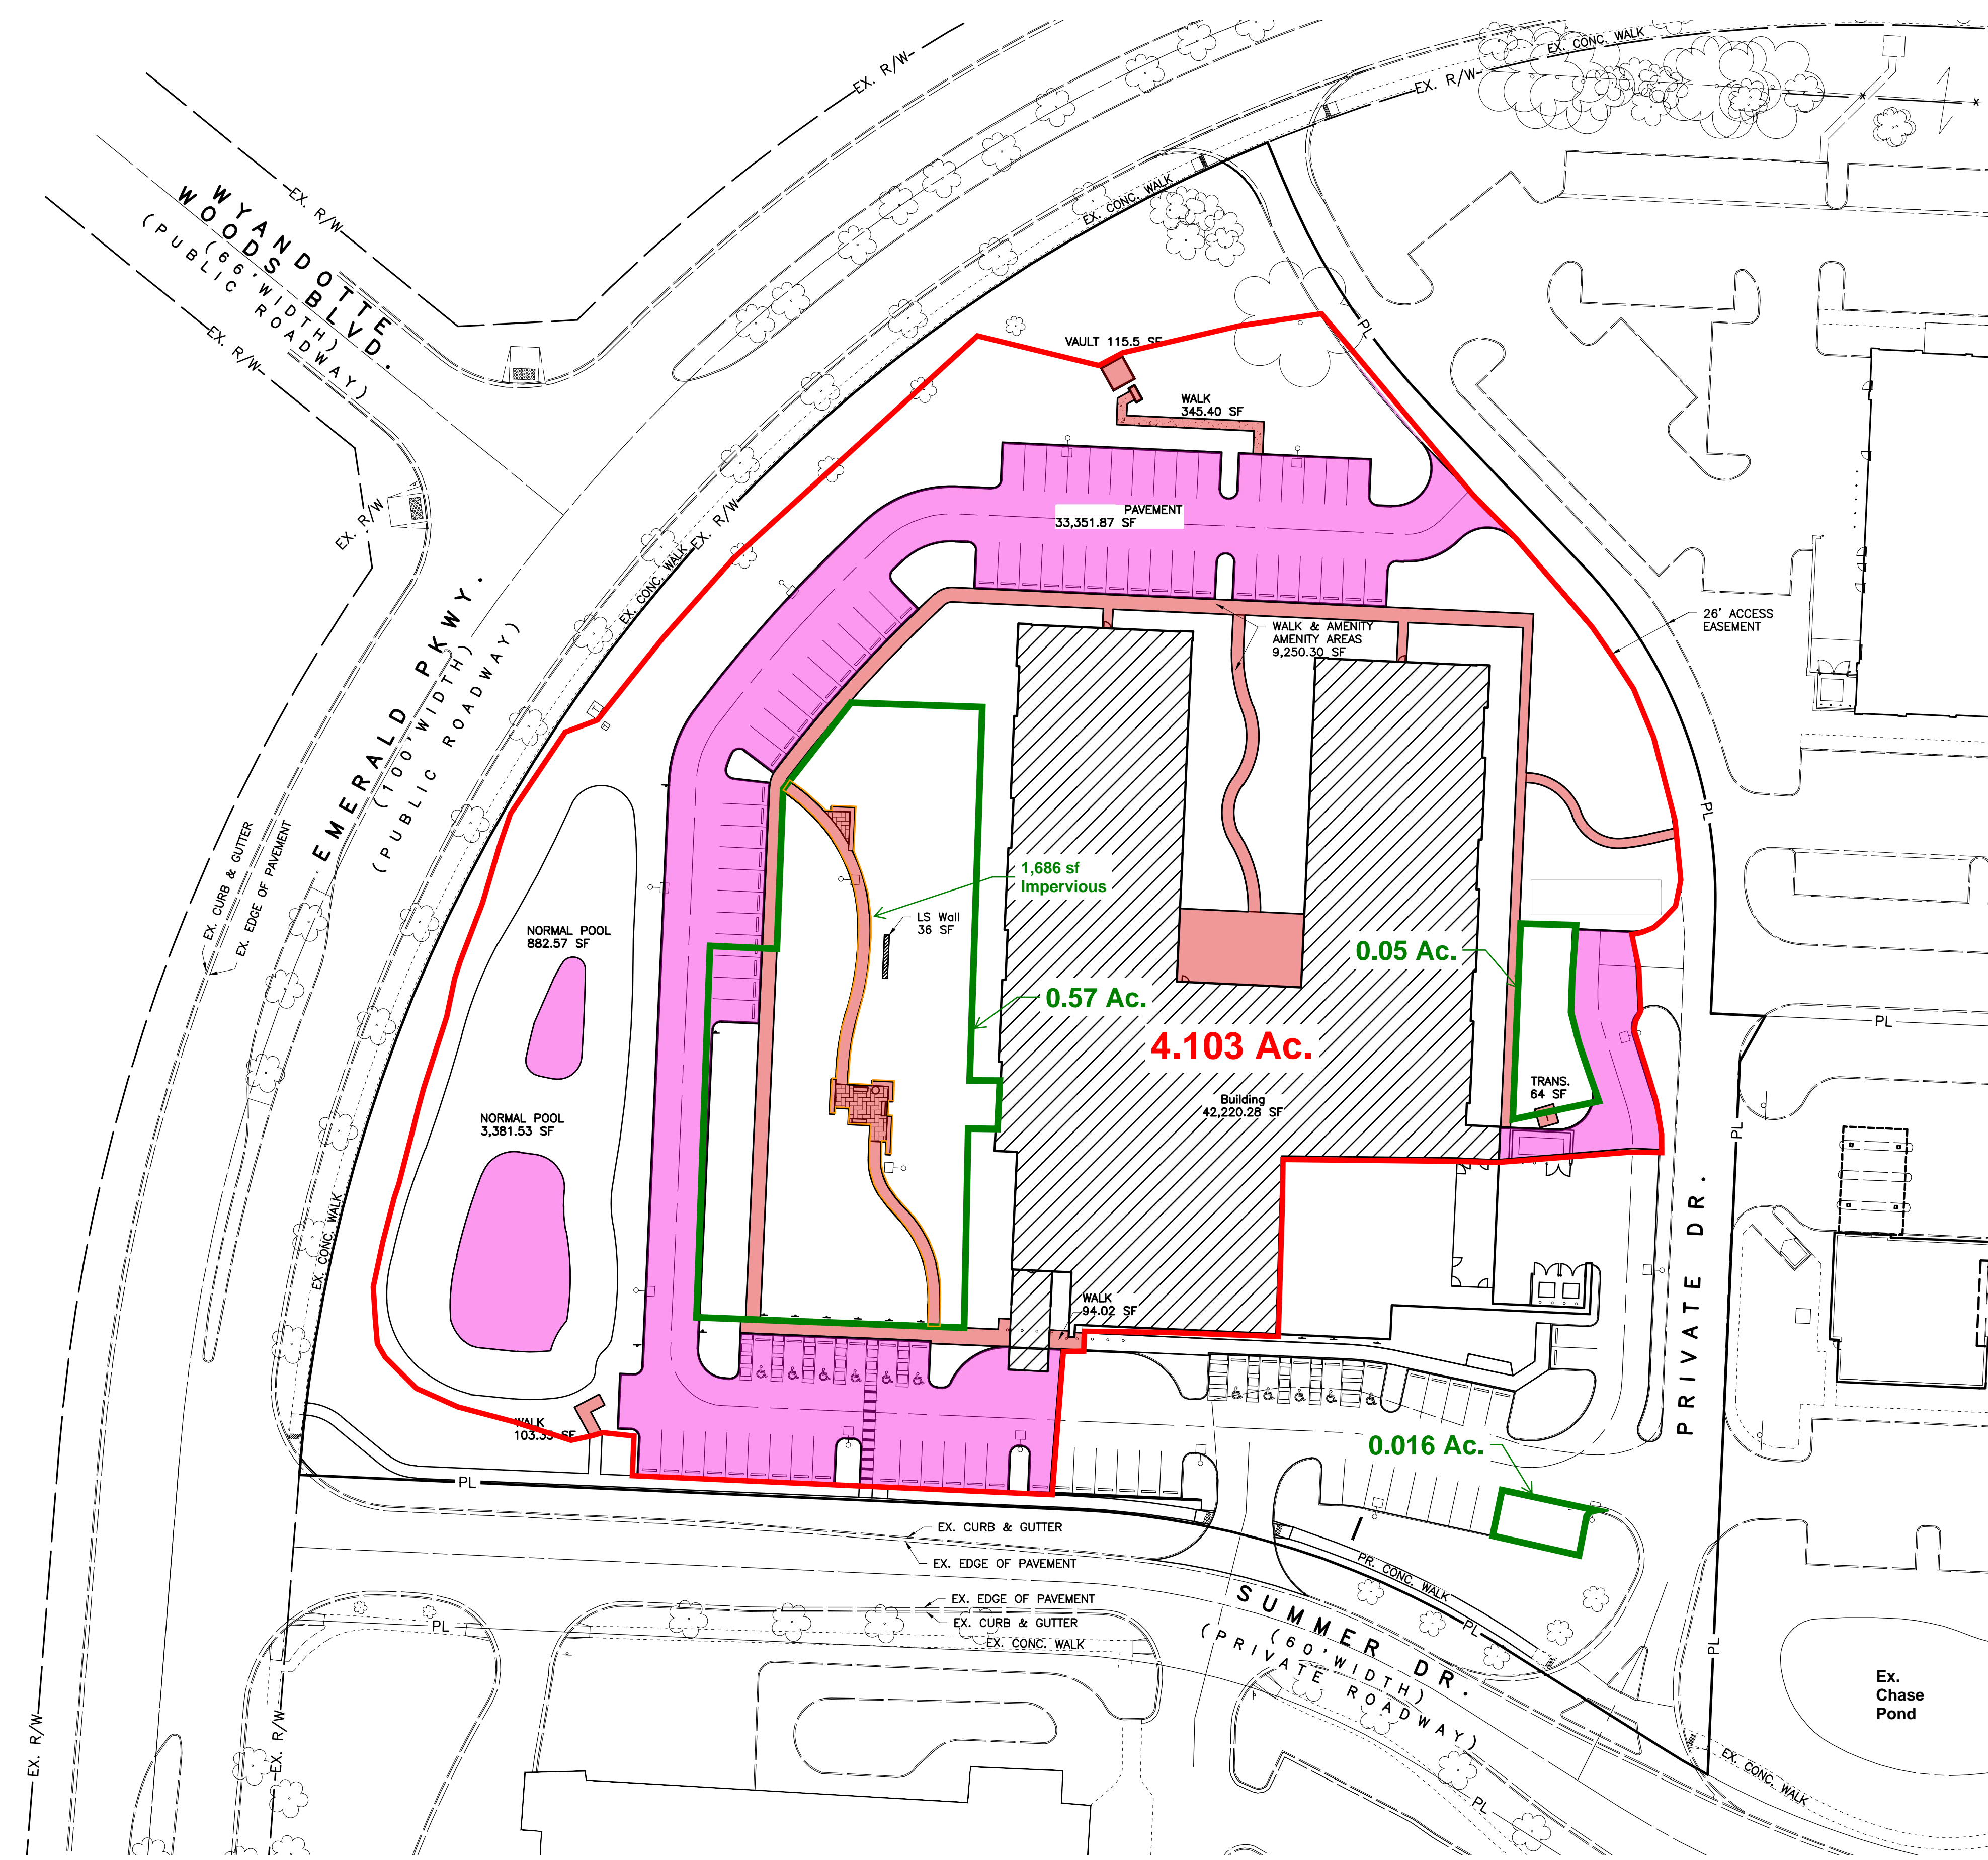 EX. CONC. WALK
EX. R/W
EX. R/W
EX. R/W
WYANDOTTE
WOODS BLVD.
(66' WIDTH)
(PUBLIC ROADWAY)
EX. R/W
EX. CONC. WALK
PL
VAULT 115.5 SF
WALK
345.40 SF
EX. R/W
EX. R/W
PAVEMENT
33,351.87 SF
EX. CONC. WALK
26' ACCESS
EASEMENT
WALK & AMENITY
AMENITY AREAS
9,250.30 SF
EMERALD PKWY.
(100' WIDTH)
(PUBLIC ROADWAY)
PL
EX. CURB & GUTTER
EX. EDGE OF PAVEMENT
1,686 sf
Impervious
LS Wall
36 SF
NORMAL POOL
882.57 SF
0.05 Ac.
0.57 Ac.
4.103 Ac.
PL
TRANS.
64 SF
Building
42,220.28 SF
NORMAL POOL
3,381.53 SF
PL
PRIVATE DR.
EX. CONC. WALK
WALK
94.02 SF
WALK
103.33 SF
0.016 Ac.
PL
EX. CURB & GUTTER
EX. EDGE OF PAVEMENT
PR. CONC. WALK
PL
SUMMER DR.
(60' WIDTH)
(PRIVATE ROADWAY)
EX. EDGE OF PAVEMENT
EX. CURB & GUTTER
EX. CONC. WALK
PL
PL
Ex.
Chase
Pond
EX. R/W
EX. R/W
EX. CONC. WALK
PL